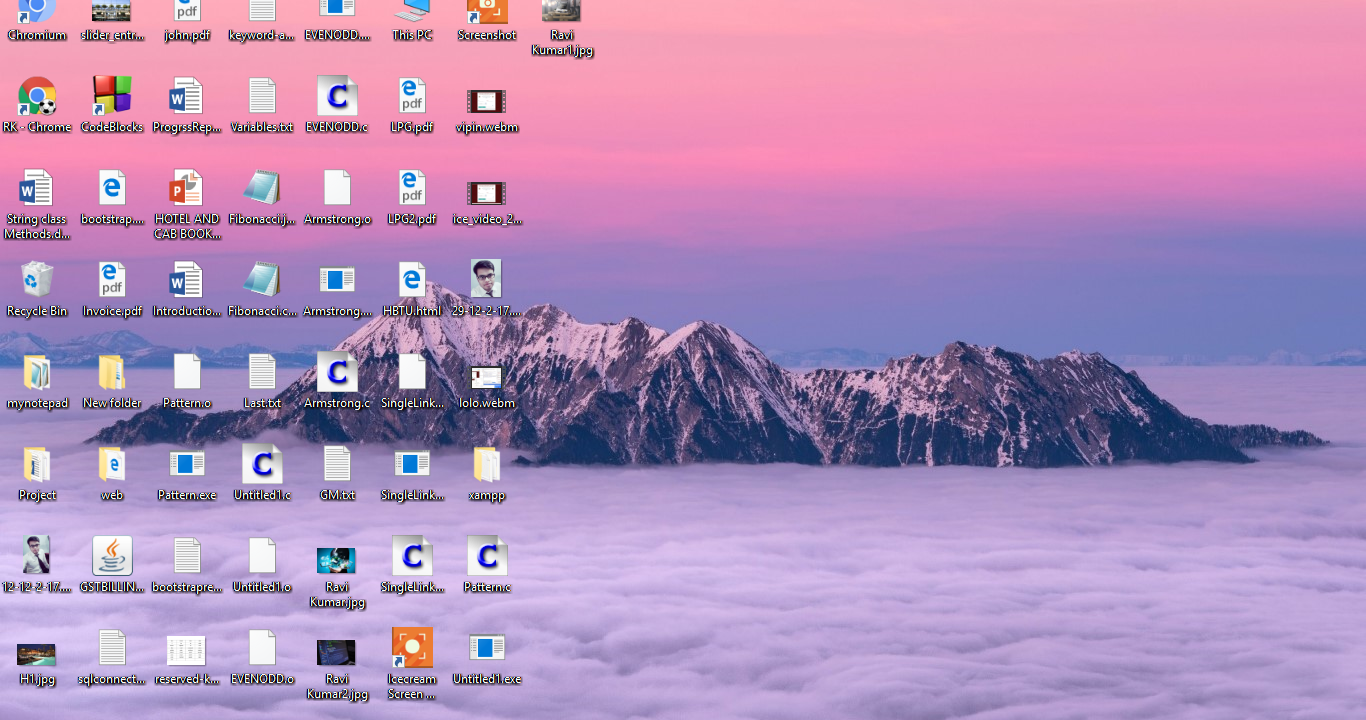 Chromium
slider_entr...
john.pdf
keyword-a...
EVENODD....
This PC
Screenshot
Ravi
Kumar1.jpg
RK - Chrome
CodeBlocks
ProgrssRep...
Variables.txt
EVENODD.c
LPG.pdf
vipin.webm
String class
Methods.d...
bootstrap....
HOTEL AND
CAB BOOK...
Fibonacci.j...
Armstrong.o
LPG2.pdf
ice_video_2...
Recycle Bin
Invoice.pdf
Introductio...
Fibonacci.c...
Armstrong....
HBTU.html
29-12-2-17....
mynotepad
New folder
Pattern.o
Last.txt
Armstrong.c
SingleLink...
lolo.webm
Project
web
Pattern.exe
Untitled1.c
GM.txt
SingleLink...
xampp
12-12-2-17....
GSTBILLIN...
bootstrapre...
Untitled1.o
Ravi
Kumar.jpg
SingleLink...
Pattern.c
H1.jpg
sqlconnect...
reserved-k...
EVENODD.o
Ravi
Kumar2.jpg
Icecream
Screen ...
Untitled1.exe